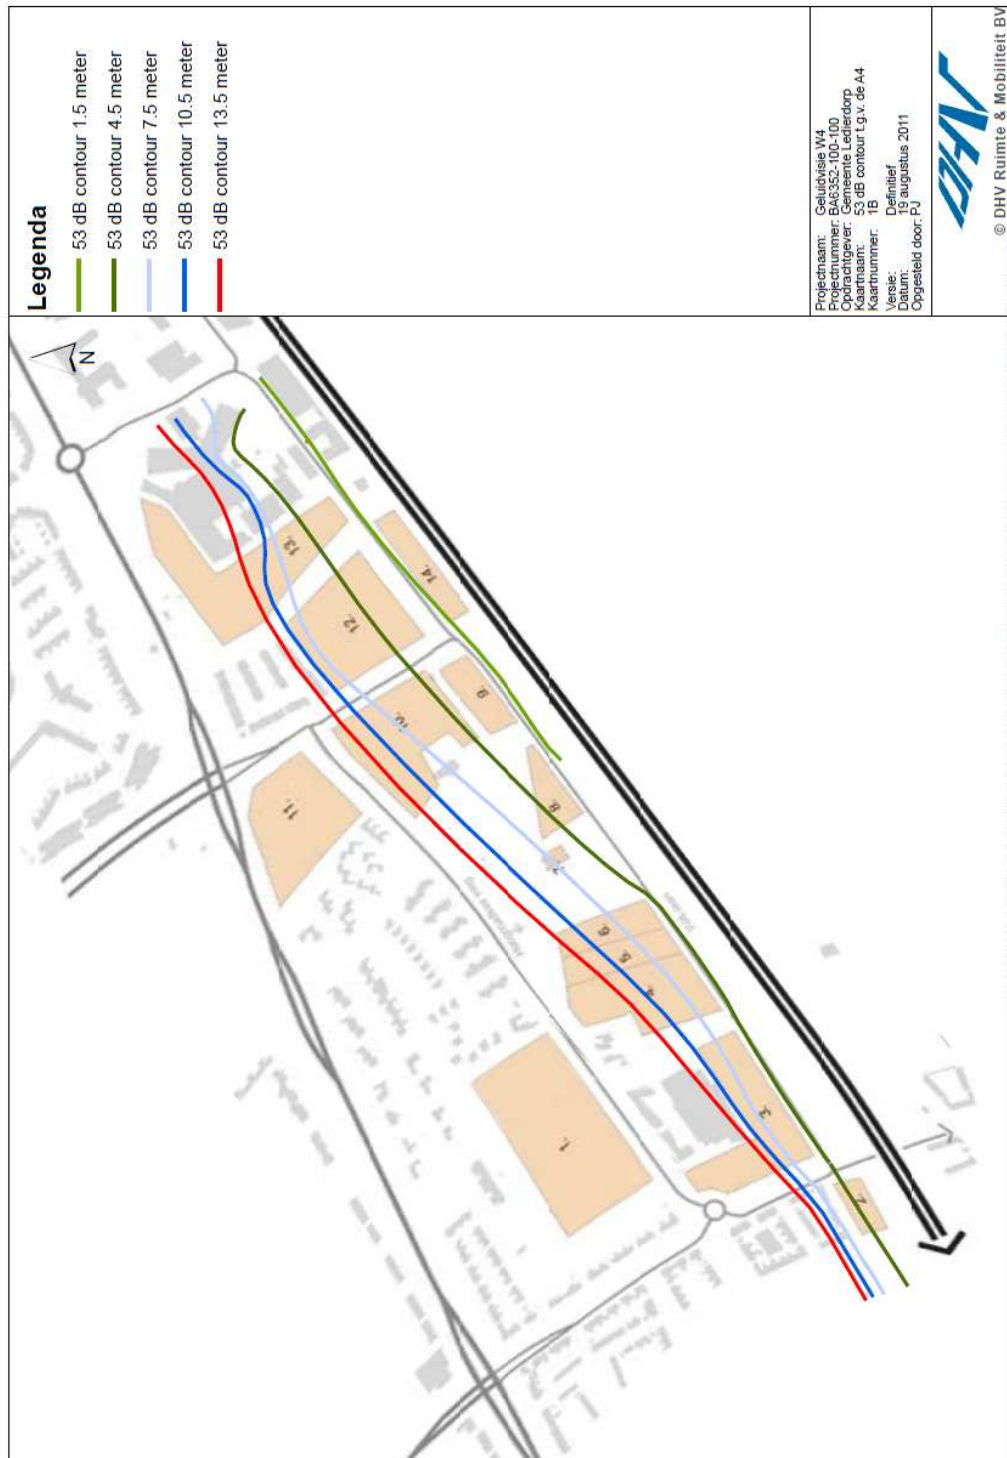 Legenda
53 dB contour 1.5 meter
53 dB contour 4.5 meter
53 dB contour 7.5 meter
53 dB contour 10.5 meter
53 dB contour 13.5 meter
N
1.
2.
3.
4.
5.
6.
7.
8.
9.
10.
11.
12.
13.
14.
Projectnaam: Geluidvisie W4
Projectnummer: BA6352-100-100
Opdrachtgever: Gemeente Leiderdorp
Kaartnaam: 53 dB contour t.g.v. de A4
Kaartnummer: 1B
Versie: Definitief
Datum: 19 augustus 2011
Opgesteld door: PJ
DHV
© DHV Ruimte & Mobiliteit BV